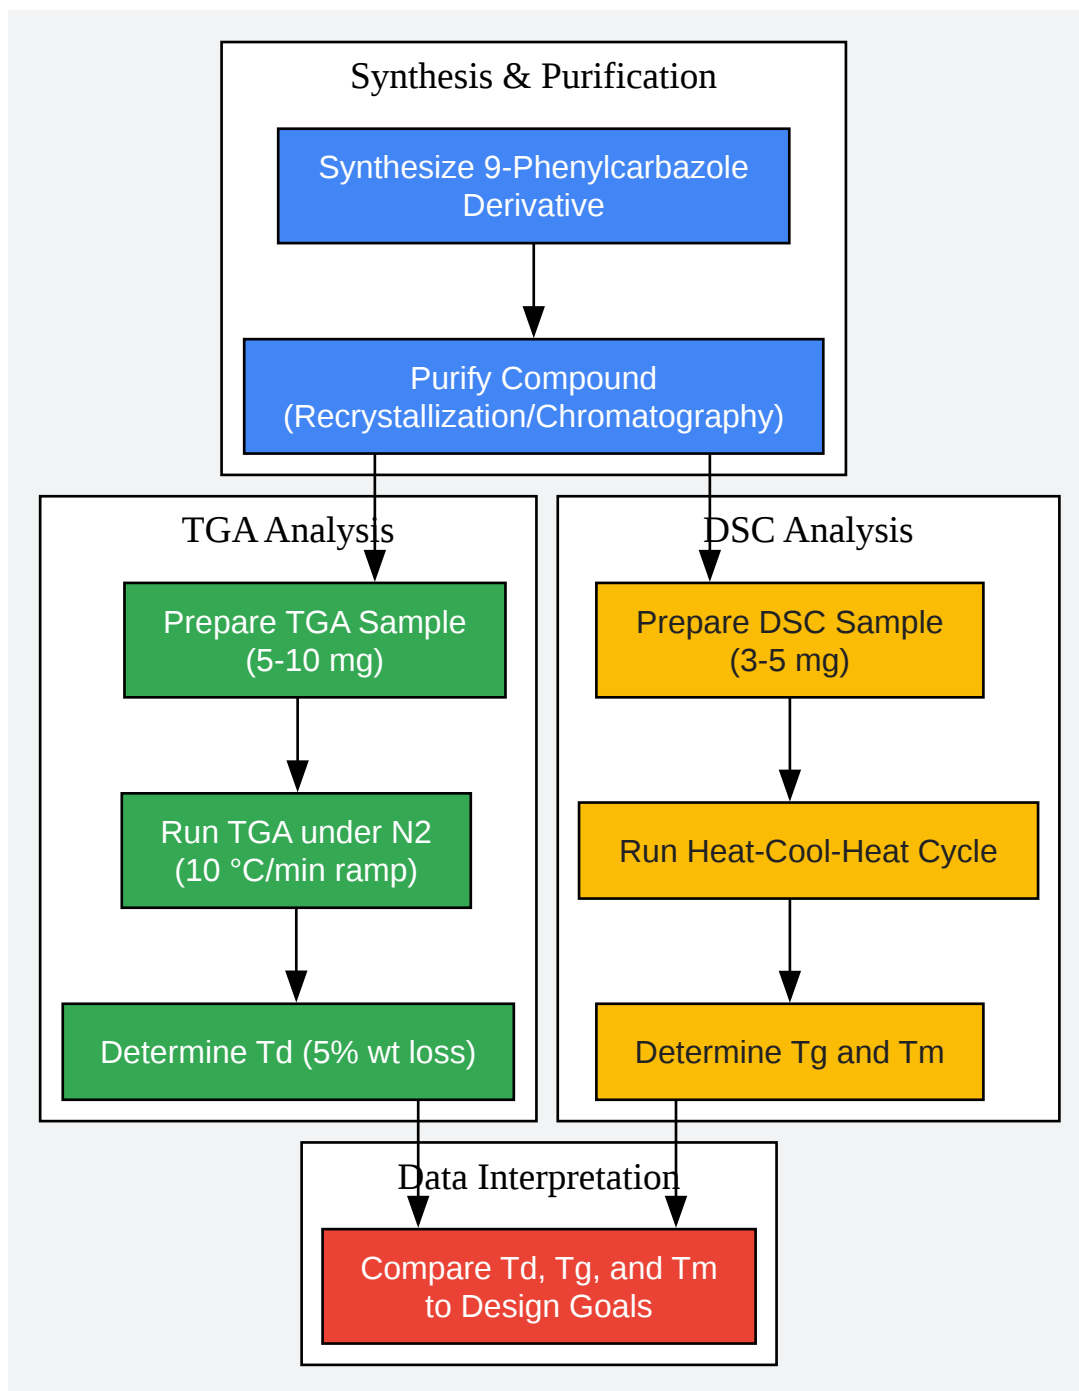 Synthesis & Purification
Synthesize 9-Phenylcarbazole
Derivative
Purify Compound
(Recrystallization/Chromatography)
TGA Analysis
Prepare TGA Sample
(5-10 mg)
Run TGA under N2
(10 °C/min ramp)
Determine Td (5% wt loss)
DSC Analysis
Prepare DSC Sample
(3-5 mg)
Run Heat-Cool-Heat Cycle
Determine Tg and Tm
Data Interpretation
Compare Td, Tg, and Tm
to Design Goals